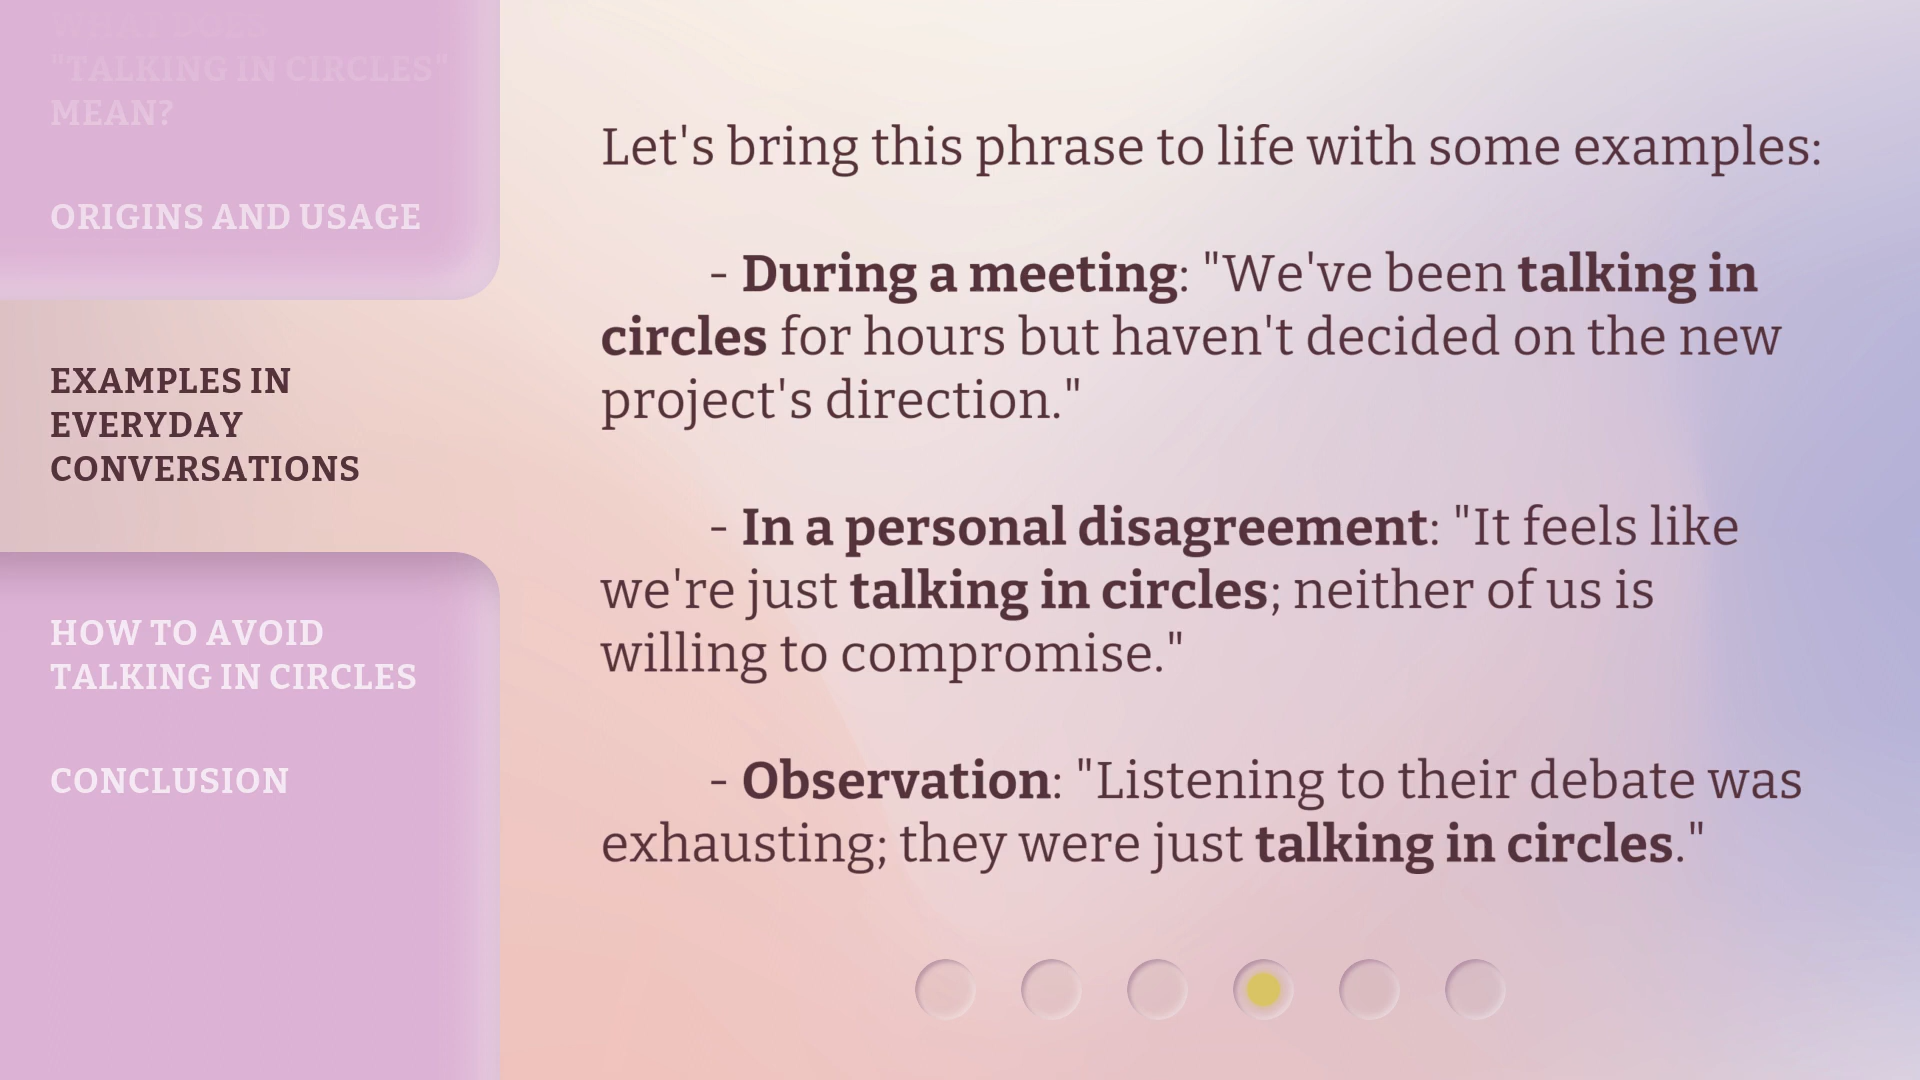 WHAT DOES
"TALKING IN CIRCLES"
MEAN?
ORIGINS AND USAGE
EXAMPLES IN
EVERYDAY
CONVERSATIONS
HOW TO AVOID
TALKING IN CIRCLES
CONCLUSION
Let's bring this phrase to life with some examples:
- During a meeting: "We've been talking in
circles for hours but haven't decided on the new
project's direction."
- In a personal disagreement: "It feels like
we're just talking in circles; neither of us is
willing to compromise."
- Observation: "Listening to their debate was
exhausting; they were just talking in circles."